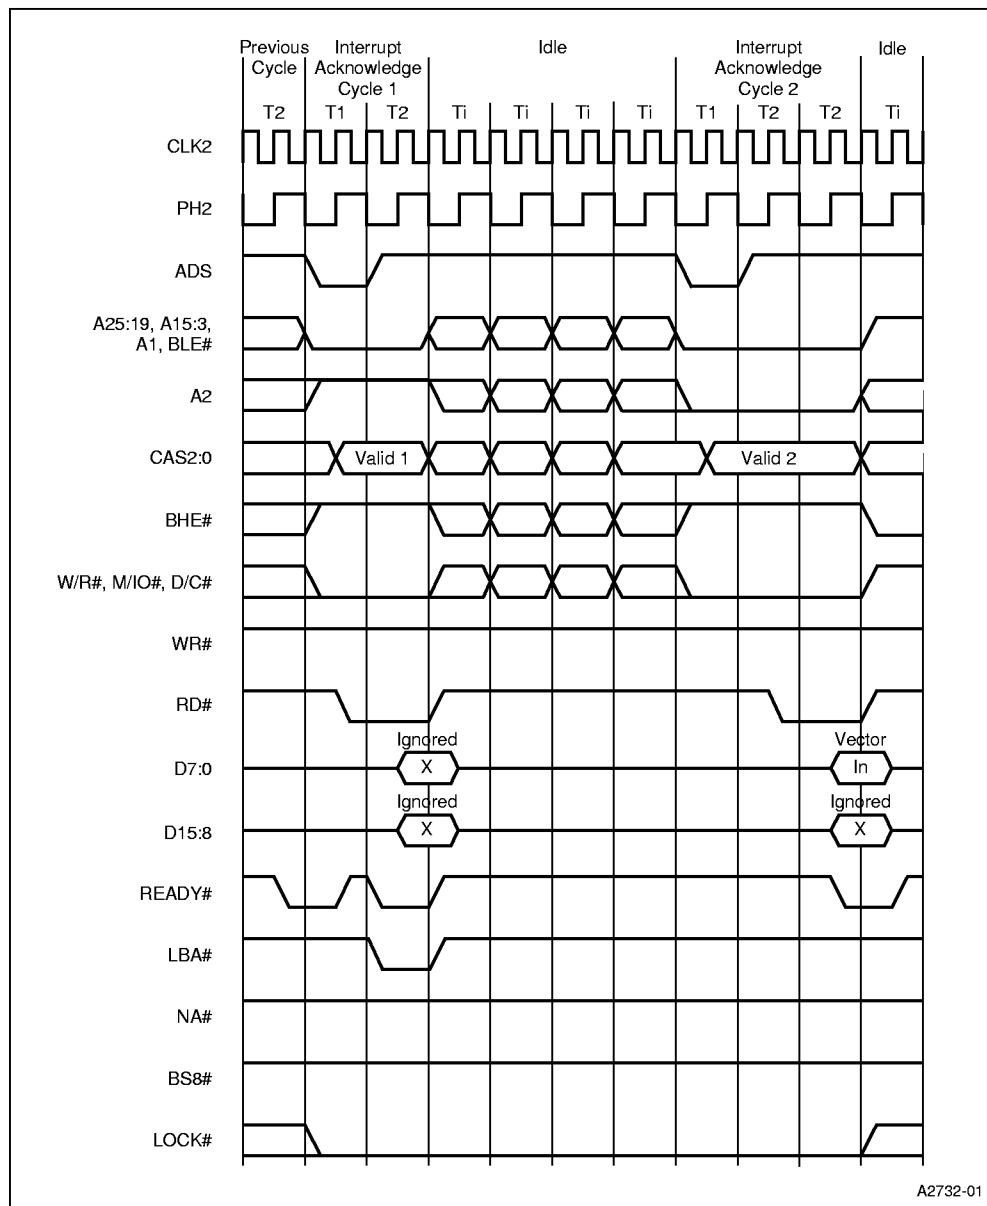 Previous Cycle
Interrupt Acknowledge Cycle 1
Idle
Interrupt Acknowledge Cycle 2
Idle
T2 T1 T2 Ti Ti Ti Ti T1 T2 T2 Ti
CLK2
PH2
ADS
A25:19, A15:3,
A1, BLE#
A2
CAS2:0 Valid 1 Valid 2
BHE#
W/R#, M/IO#, D/C#
WR#
RD#
Ignored Vector
D7:0 X In
Ignored Ignored
D15:8 X X
READY#
LBA#
NA#
BS8#
LOCK#
A2732-01